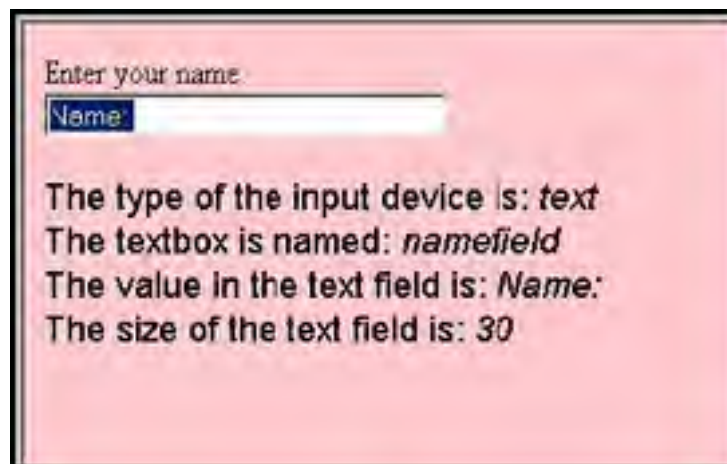 Enter your name
Name:
The type of the input device is: text
The textbox is named: namefield
The value in the text field is: Name:
The size of the text field is: 30